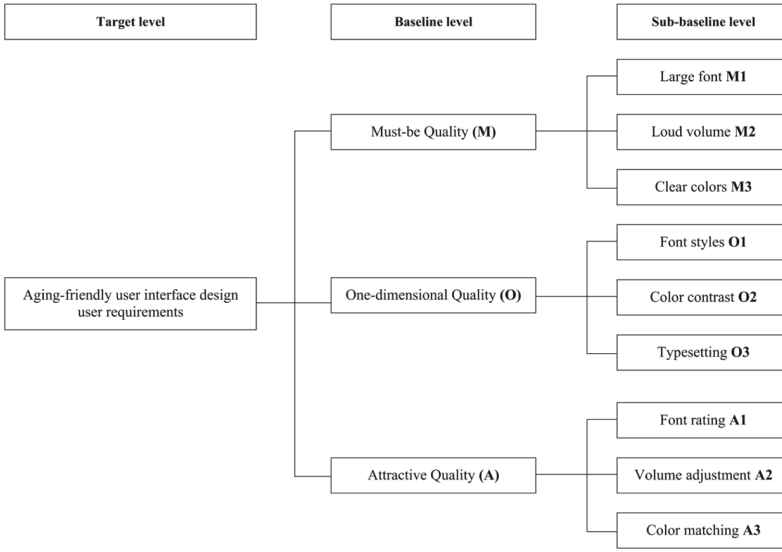 Target level
Baseline level
Sub-baseline level
Large font M1
Must-be Quality (M)
Loud volume M2
Clear colors M3
Font styles O1
Aging-friendly user interface design
user requirements
One-dimensional Quality (O)
Color contrast O2
Typesetting O3
Font rating A1
Attractive Quality (A)
Volume adjustment A2
Color matching A3